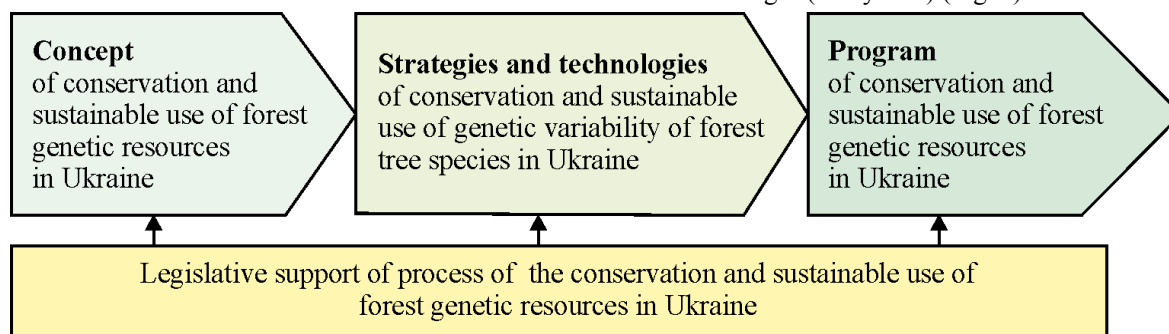 Concept
of conservation and
sustainable use of forest
genetic resources
in Ukraine
Strategies and technologies
of conservation and sustainable
use of genetic variability of forest
tree species in Ukraine
Program
of conservation and
sustainable use of forest
genetic resources
in Ukraine
Legislative support of process of the conservation and sustainable use of
forest genetic resources in Ukraine